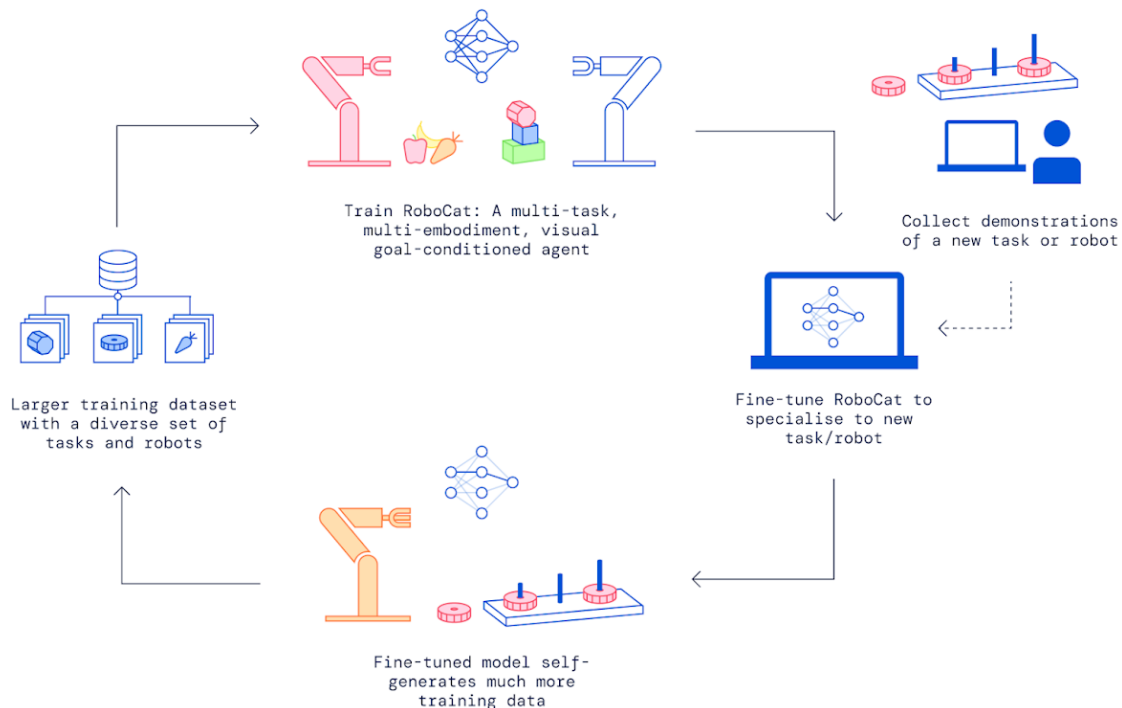 Train RoboCat: A multi-task,
multi-embodiment, visual
goal-conditioned agent
Collect demonstrations
of a new task or robot
Fine-tune RoboCat to
specialise to new
task/robot
Fine-tuned model self-
generates much more
training data
Larger training dataset
with a diverse set of
tasks and robots